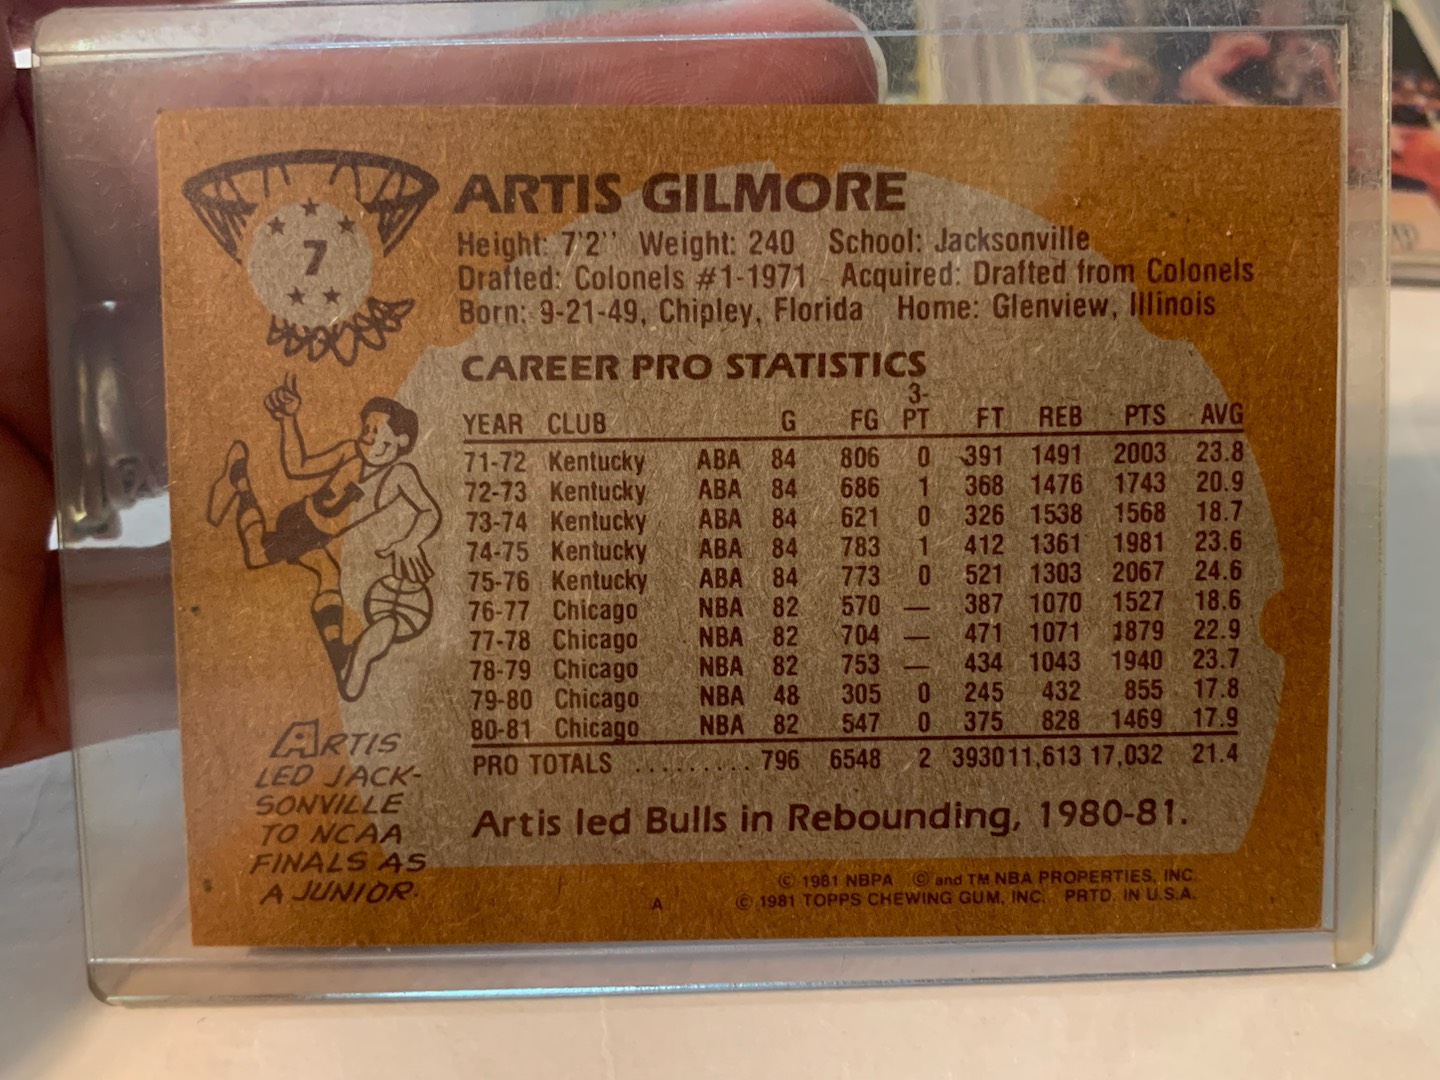 7
ARTIS GILMORE
Height: 7'2'' Weight: 240 School: Jacksonville
Drafted: Colonels #1-1971 Acquired: Drafted from Colonels
Born: 9-21-49, Chipley, Florida Home: Glenview, Illinois
CAREER PRO STATISTICS
YEAR CLUB G FG 3-PT FT REB PTS AVG
71-72 Kentucky ABA 84 806 0 391 1491 2003 23.8
72-73 Kentucky ABA 84 686 1 368 1476 1743 20.9
73-74 Kentucky ABA 84 621 0 326 1538 1568 18.7
74-75 Kentucky ABA 84 783 1 412 1361 1981 23.6
75-76 Kentucky ABA 84 773 0 521 1303 2067 24.6
76-77 Chicago NBA 82 570 — 387 1070 1527 18.6
77-78 Chicago NBA 82 704 — 471 1071 1879 22.9
78-79 Chicago NBA 82 753 — 434 1043 1940 23.7
79-80 Chicago NBA 48 305 0 245 432 855 17.8
80-81 Chicago NBA 82 547 0 375 828 1469 17.9
PRO TOTALS .......... 796 6548 2 3930 11,613 17,032 21.4
Artis led Bulls in Rebounding, 1980-81.
ARTIS
LED JACK-
SONVILLE
TO NCAA
FINALS AS
A JUNIOR.
© 1981 NBPA © and TM NBA PROPERTIES, INC.
A © 1981 TOPPS CHEWING GUM, INC. PRTD. IN U.S.A.